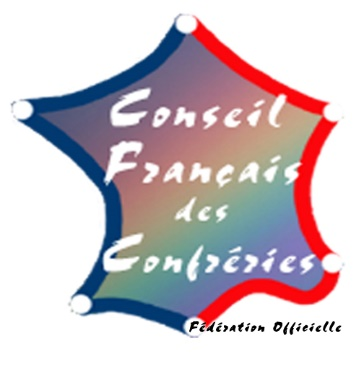 Conseil
Français
des
Confréries
Fédération Officielle